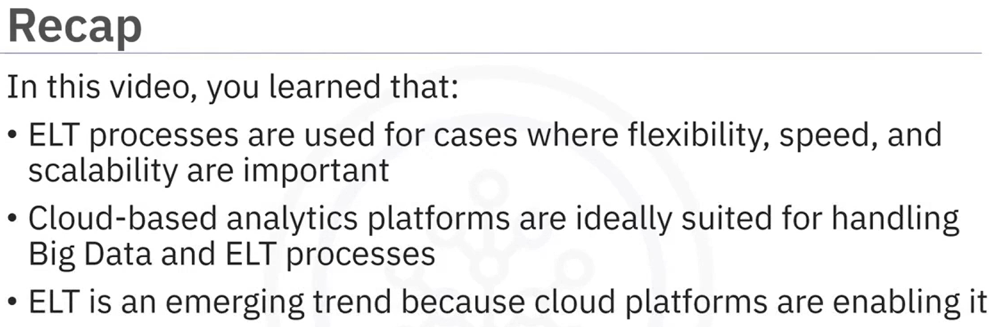 Recap
In this video, you learned that:
• ELT processes are used for cases where flexibility, speed, and
scalability are important
• Cloud-based analytics platforms are ideally suited for handling
Big Data and ELT processes
• ELT is an emerging trend because cloud platforms are enabling it